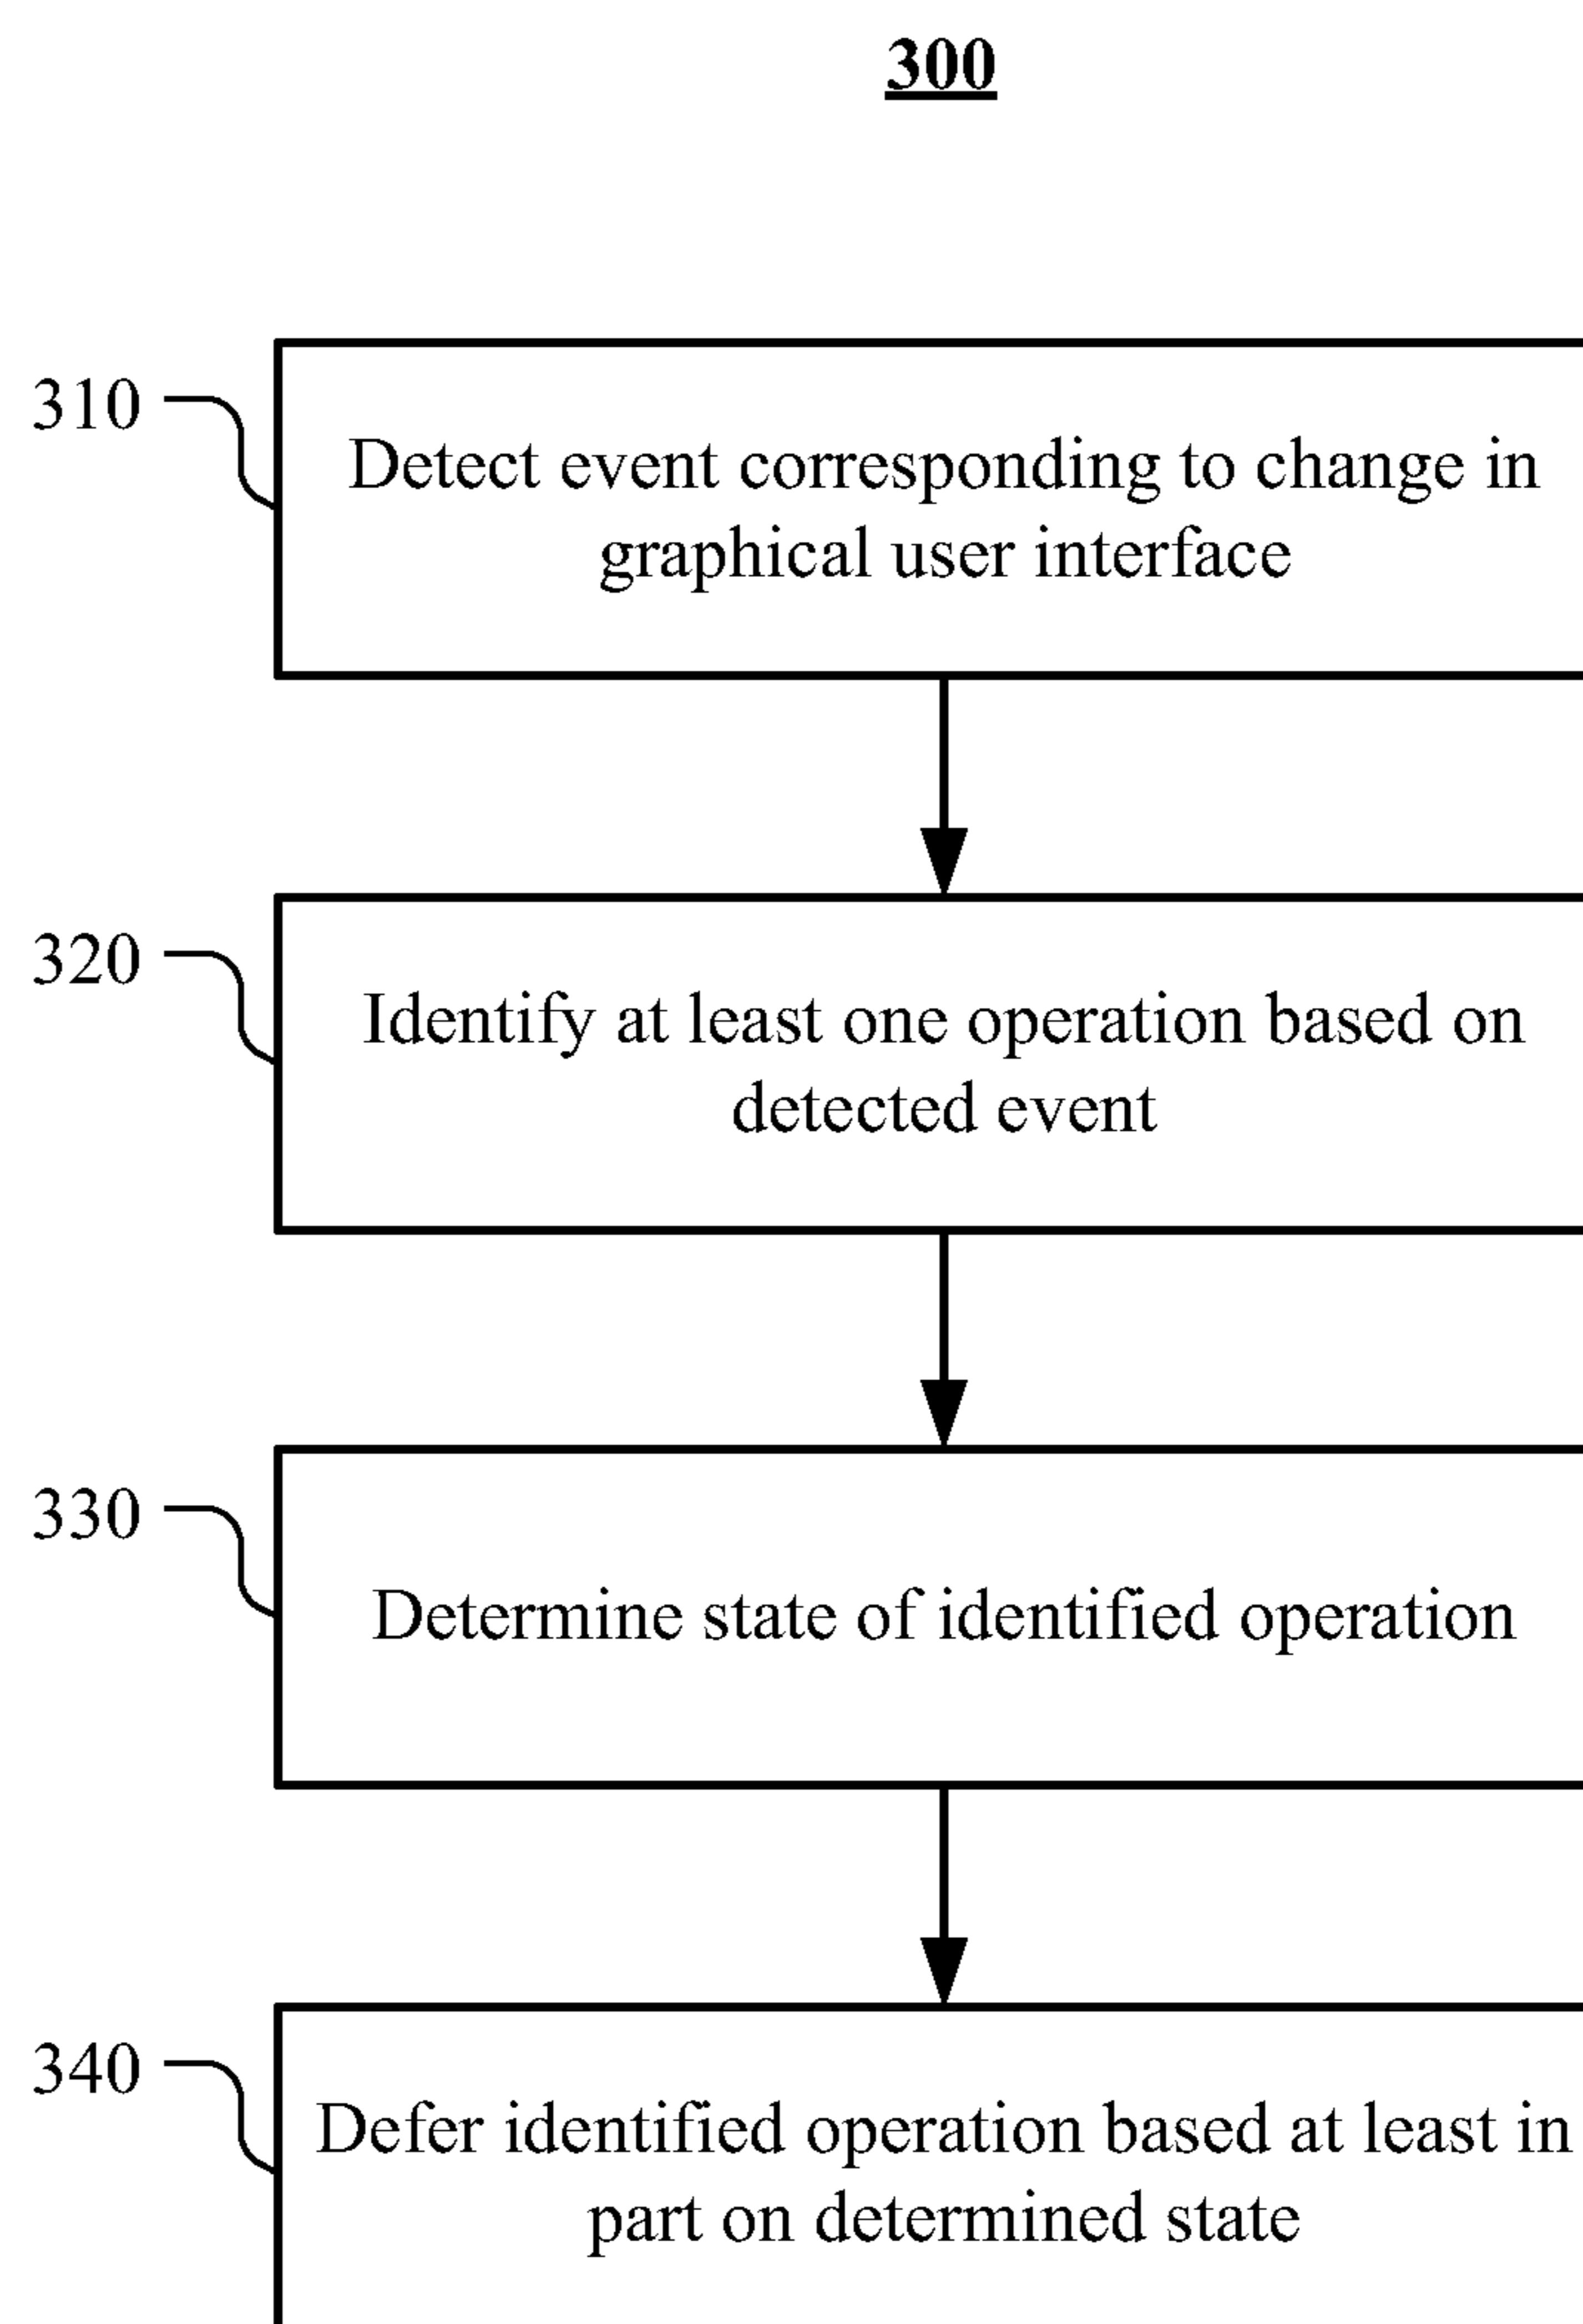 300
310
Detect event corresponding to change in
graphical user interface
320
Identify at least one operation based on
detected event
330
Determine state of identified operation
340
Defer identified operation based at least in
part on determined state